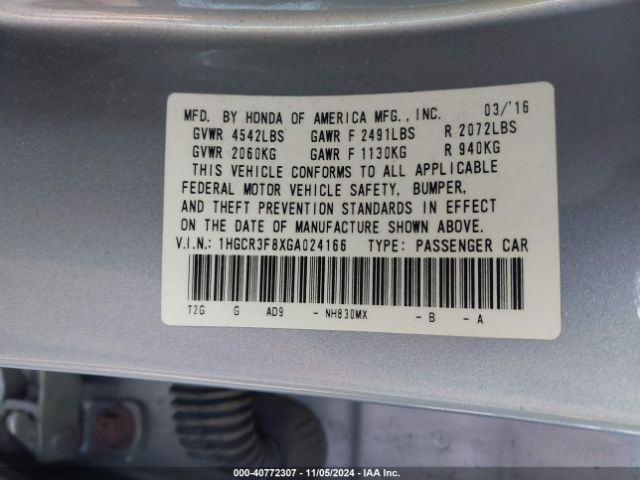 MFD. BY HONDA OF AMERICA MFG., INC. 03/'16
GVWR 4542LBS GAWR F 2491LBS R 2072LBS
GVWR 2060KG GAWR F 1130KG R 940KG
THIS VEHICLE CONFORMS TO ALL APPLICABLE
FEDERAL MOTOR VEHICLE SAFETY, BUMPER,
AND THEFT PREVENTION STANDARDS IN EFFECT
ON THE DATE OF MANUFACTURE SHOWN ABOVE.
V.I.N.: 1HGCR3F8XGA024166 TYPE: PASSENGER CAR
T2G G AD9 - NH830MX - B - A
000-40772307 - 11/05/2024 - IAA Inc.